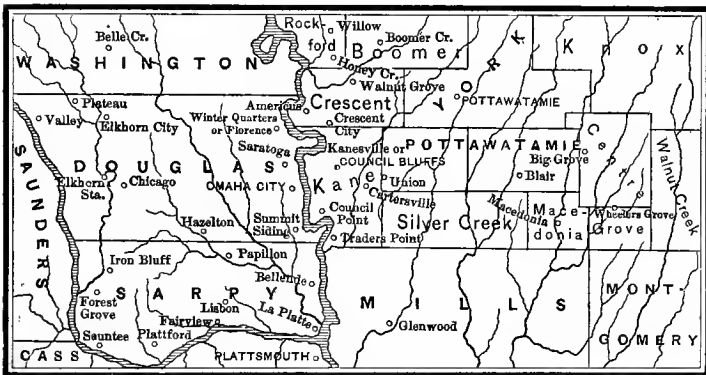 Rock-
ford
Willow
Boomer Cr.
Boomer
Honey Cr.
Walnut Grove
Belle Cr.
WASHINGTON
YORK
Knox
POTTAWATAMIE
Plateau
Valley
Elkhorn City
Americus
Crescent
Crescent
City
Winter Quarters
or Florence
Saratoga
Kanesville or
COUNCIL BLUFFS
POTTAWATAMIE
Centre
Big Grove
Walnut Creek
SAUNDERS
DOUGLAS
Elkhorn
Sta.
Chicago
OMAHA CITY
Kane
Union
Cartersville
Blair
Council
Point
Silver Creek
Macedonia
Mace-
donia
Wheelers Grove
Grove
Hazelton
Summit
Siding
Traders Point
Papillon
Iron Bluff
Bellende
SARPY
MILLS
MONT-
GOMERY
Forest
Grove
Lisbon
La Platte
Fairview
Glenwood
Sauntee
Plattford
CASS
PLATTSMOUTH